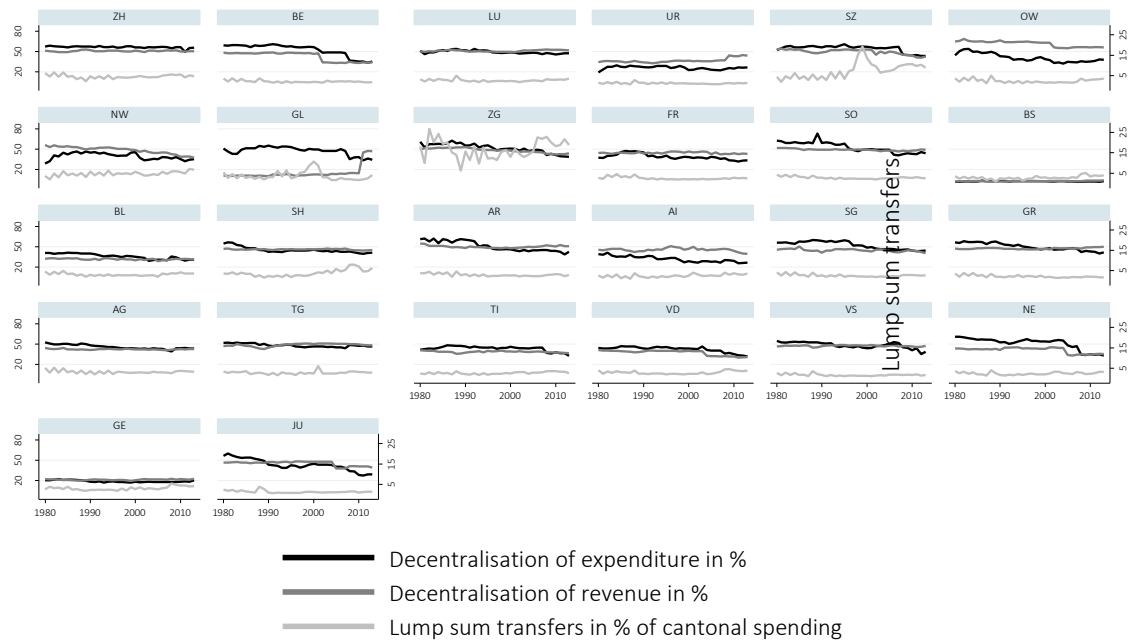 ZH BE LU UR SZ OW
80 50 20
25 15 5
NW GL ZG FR SO BS
80 50 20
25 15 5
BL SH AR AI SG GR
80 50 20
25 15 5
AG TG TI VD VS NE
80 50 20
25 15 5
1980 1990 2000 2010 1980 1990 2000 2010 1980 1990 2000 2010 1980 1990 2000 2010
Lump sum transfers
GE JU
80 50 20
25 15 5
1980 1990 2000 2010 1980 1990 2000 2010
Decentralisation of expenditure in %
Decentralisation of revenue in %
Lump sum transfers in % of cantonal spending